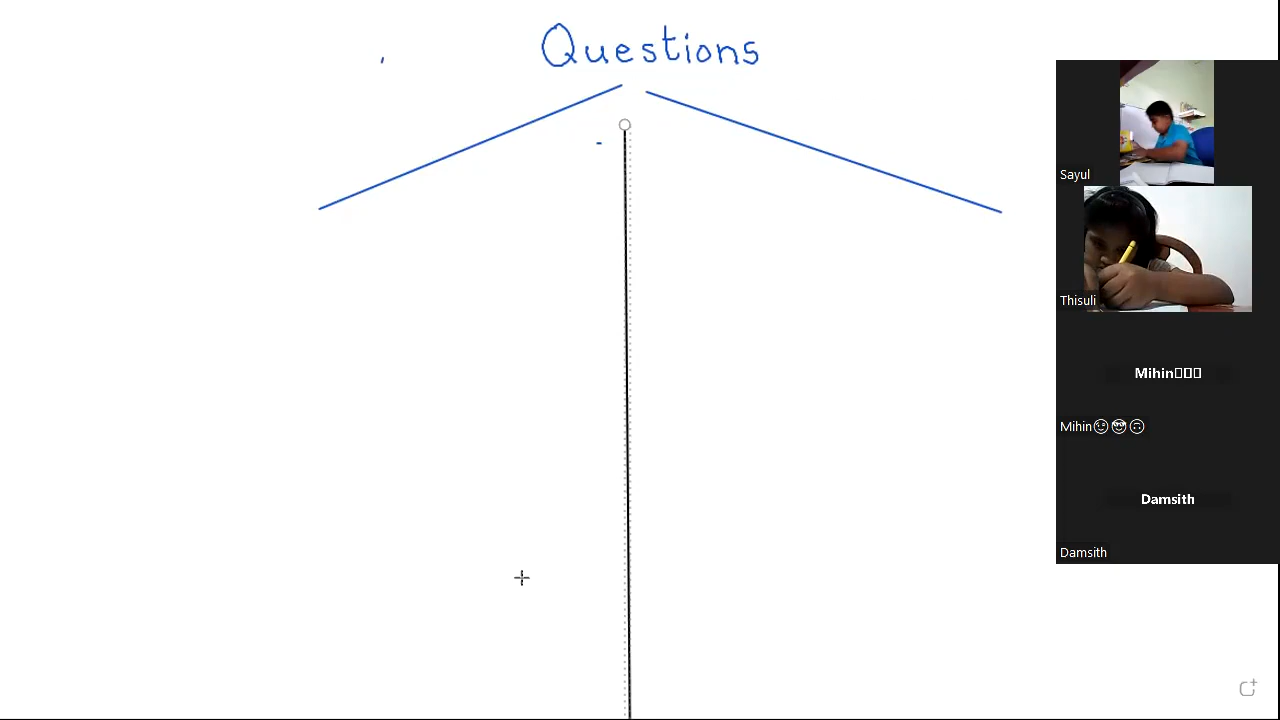 Questions
Sayul
Thisuli
Mihin
Mihin😉😎🙃
Damsith
Damsith